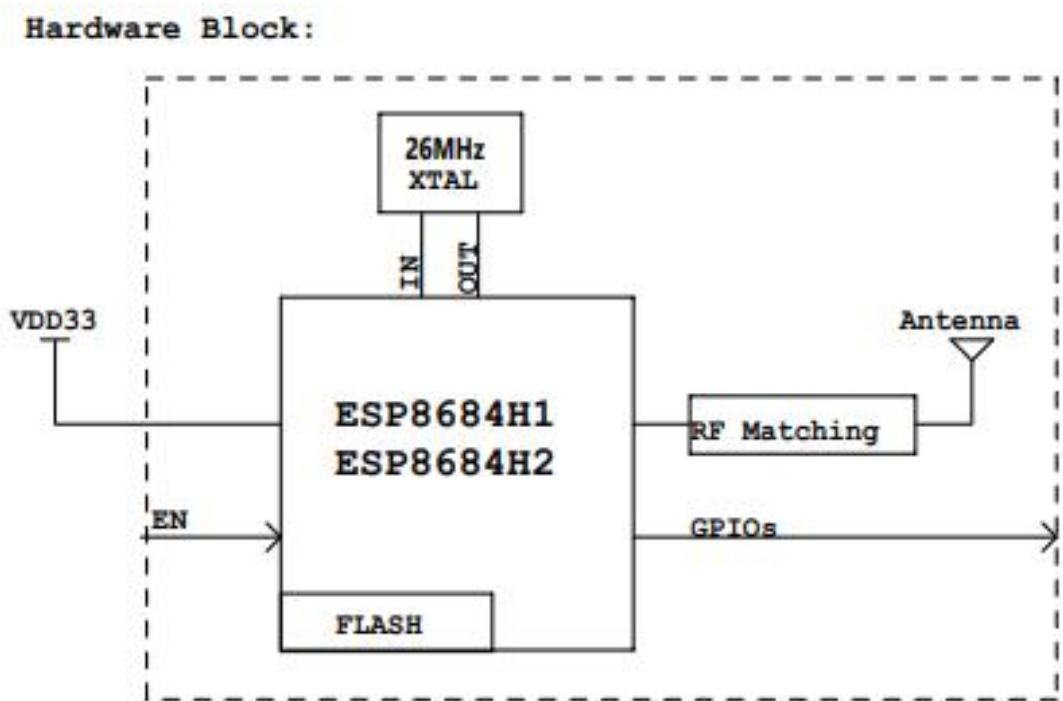 Hardware Block:
26MHz
XTAL
IN
OUT
VDD33
Antenna
ESP8684H1
ESP8684H2
RF Matching
EN
GPIOs
FLASH